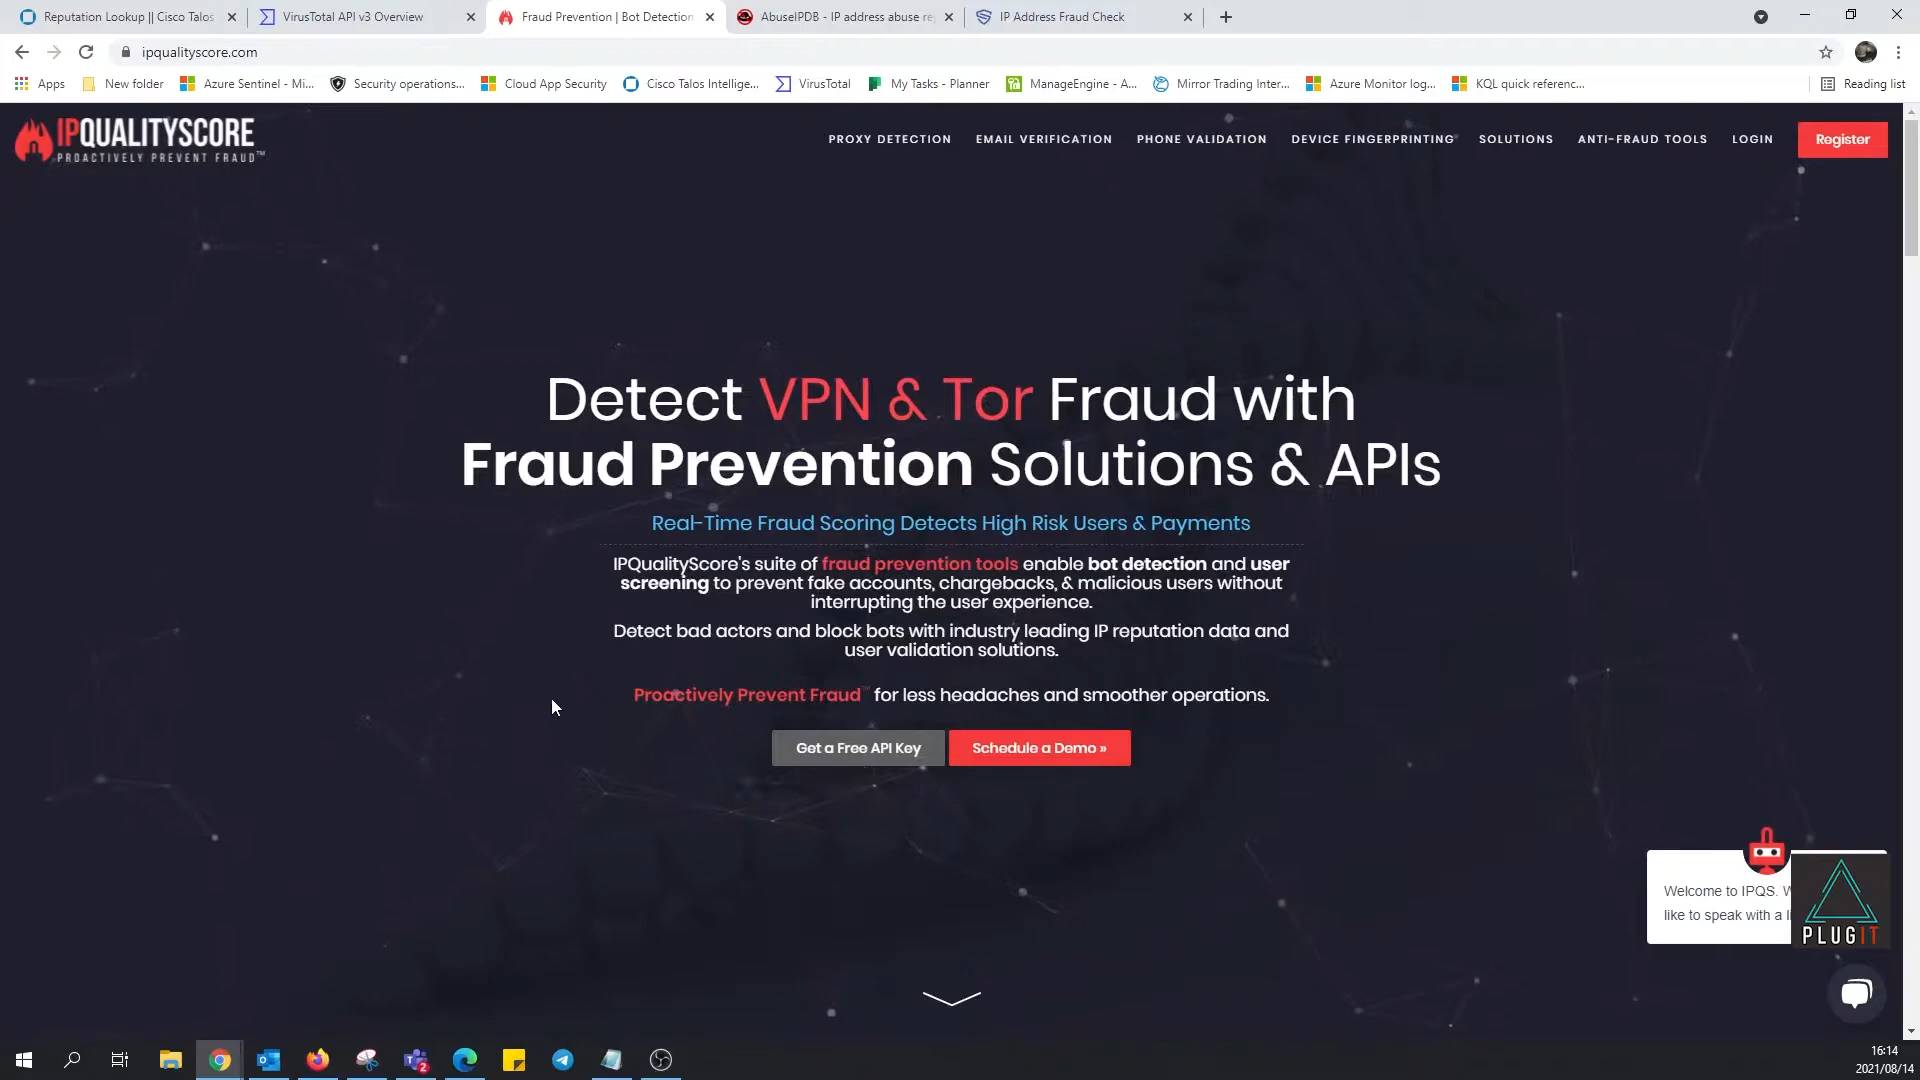 Reputation Lookup || Cisco Talos
VirusTotal API v3 Overview
Fraud Prevention | Bot Detection
AbuseIPDB - IP address abuse re
IP Address Fraud Check
ipqualityscore.com
Apps
New folder
Azure Sentinel - Mi...
Security operations...
Cloud App Security
Cisco Talos Intellige...
VirusTotal
My Tasks - Planner
ManageEngine - A...
Mirror Trading Inter...
Azure Monitor log...
KQL quick referenc...
Reading list
IPQUALITYSCORE
PROACTIVELY PREVENT FRAUD™
PROXY DETECTION
EMAIL VERIFICATION
PHONE VALIDATION
DEVICE FINGERPRINTING
SOLUTIONS
ANTI-FRAUD TOOLS
LOGIN
Register
Detect VPN & Tor Fraud with
Fraud Prevention Solutions & APIs
Real-Time Fraud Scoring Detects High Risk Users & Payments
IPQualityScore's suite of fraud prevention tools enable bot detection and user
screening to prevent fake accounts, chargebacks, & malicious users without
interrupting the user experience.
Detect bad actors and block bots with industry leading IP reputation data and
user validation solutions.
Proactively Prevent Fraud™ for less headaches and smoother operations.
Get a Free API Key
Schedule a Demo »
Welcome to IPQS. W
like to speak with a li
PLUGIT
2
16:14
2021/08/14